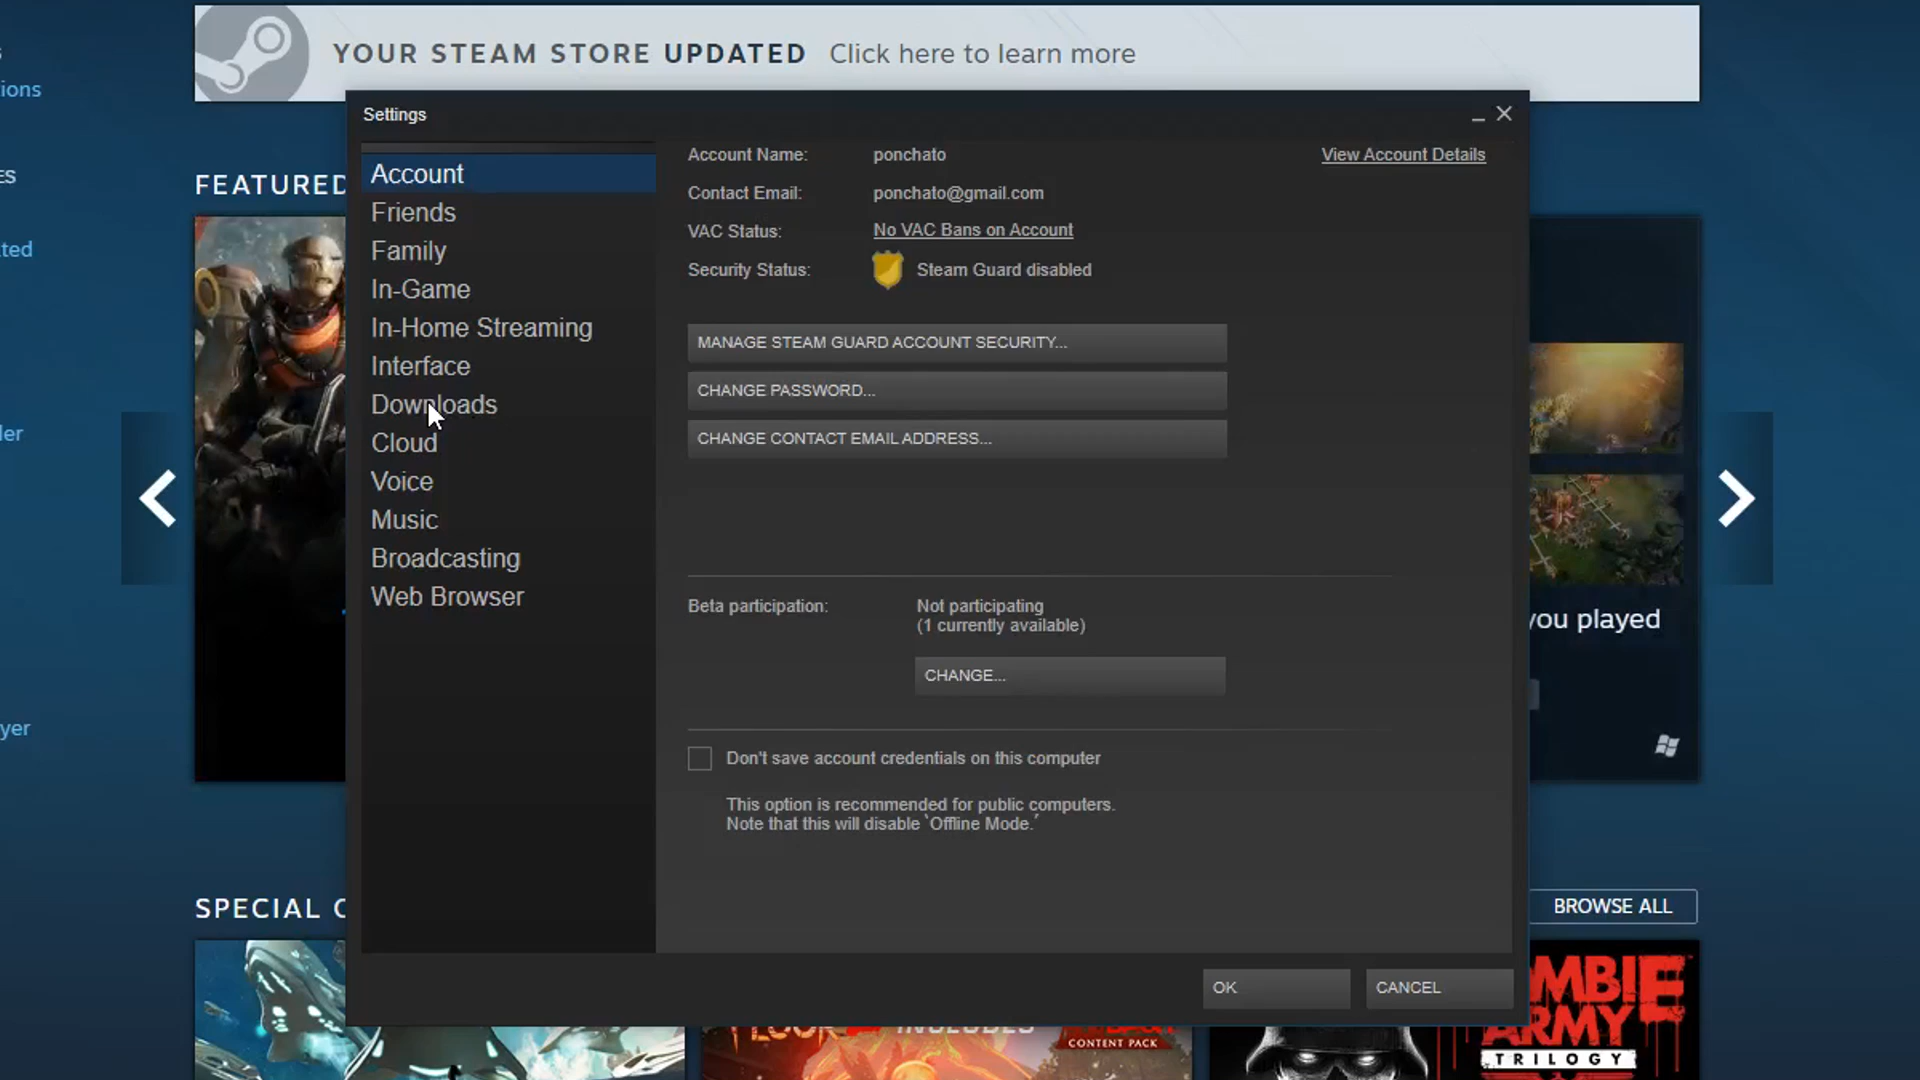 YOUR STEAM STORE UPDATED Click here to learn more
ions
ES
FEATURED
ted
ler
yer
Settings
Account
Friends
Family
In-Game
In-Home Streaming
Interface
Downloads
Cloud
Voice
Music
Broadcasting
Web Browser
Account Name: ponchato
View Account Details
Contact Email: ponchato@gmail.com
VAC Status: No VAC Bans on Account
Security Status: Steam Guard disabled
MANAGE STEAM GUARD ACCOUNT SECURITY...
CHANGE PASSWORD...
CHANGE CONTACT EMAIL ADDRESS...
Beta participation: Not participating
(1 currently available)
CHANGE...
Don't save account credentials on this computer
This option is recommended for public computers.
Note that this will disable `Offline Mode.´
OK
CANCEL
you played
SPECIAL O
BROWSE ALL
INCLUDES
CONTENT PACK
MBIE
ARMY
TRILOGY